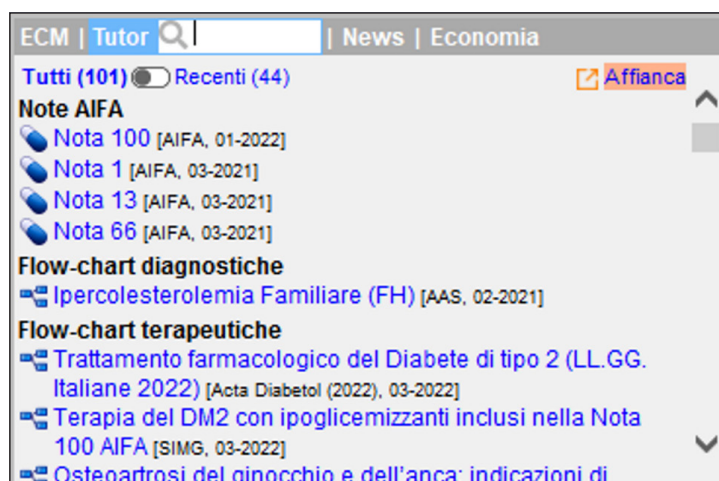 ECM | Tutor | News | Economia
Tutti (101) Recenti (44) Affianca
Note AIFA
Nota 100 [AIFA, 01-2022]
Nota 1 [AIFA, 03-2021]
Nota 13 [AIFA, 03-2021]
Nota 66 [AIFA, 03-2021]
Flow-chart diagnostiche
Ipercolesterolemia Familiare (FH) [AAS, 02-2021]
Flow-chart terapeutiche
Trattamento farmacologico del Diabete di tipo 2 (LL.GG.
Italiane 2022) [Acta Diabetol (2022), 03-2022]
Terapia del DM2 con ipoglicemizzanti inclusi nella Nota
100 AIFA [SIMG, 03-2022]
Osteoartrosi del ginocchio e dell'anca: indicazioni di